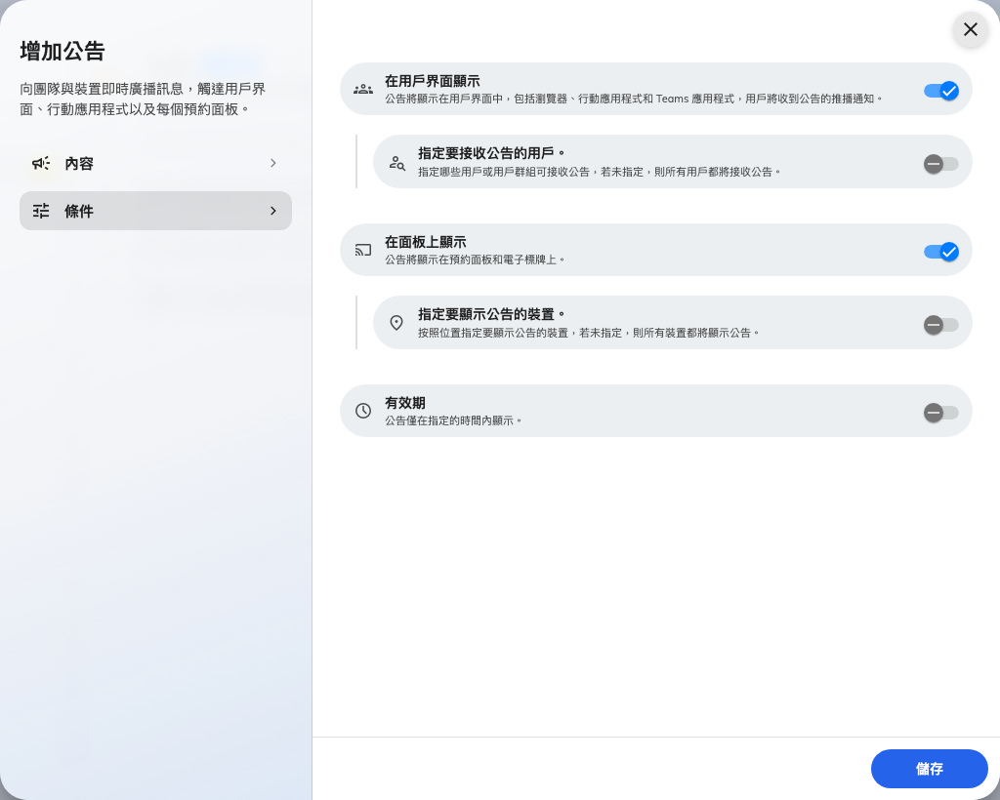 增加公告
向團隊與裝置即時廣播訊息，觸達用戶界
面、行動應用程式以及每個預約面板。
內容
條件
在用戶界面顯示
公告將顯示在用戶界面中，包括瀏覽器、行動應用程式和 Teams 應用程式，用戶將收到公告的推播通知。
指定要接收公告的用戶。
指定哪些用戶或用戶群組可接收公告，若未指定，則所有用戶都將接收公告。
在面板上顯示
公告將顯示在預約面板和電子標牌上。
指定要顯示公告的裝置。
按照位置指定要顯示公告的裝置，若未指定，則所有裝置都將顯示公告。
有效期
公告僅在指定的時間內顯示。
儲存